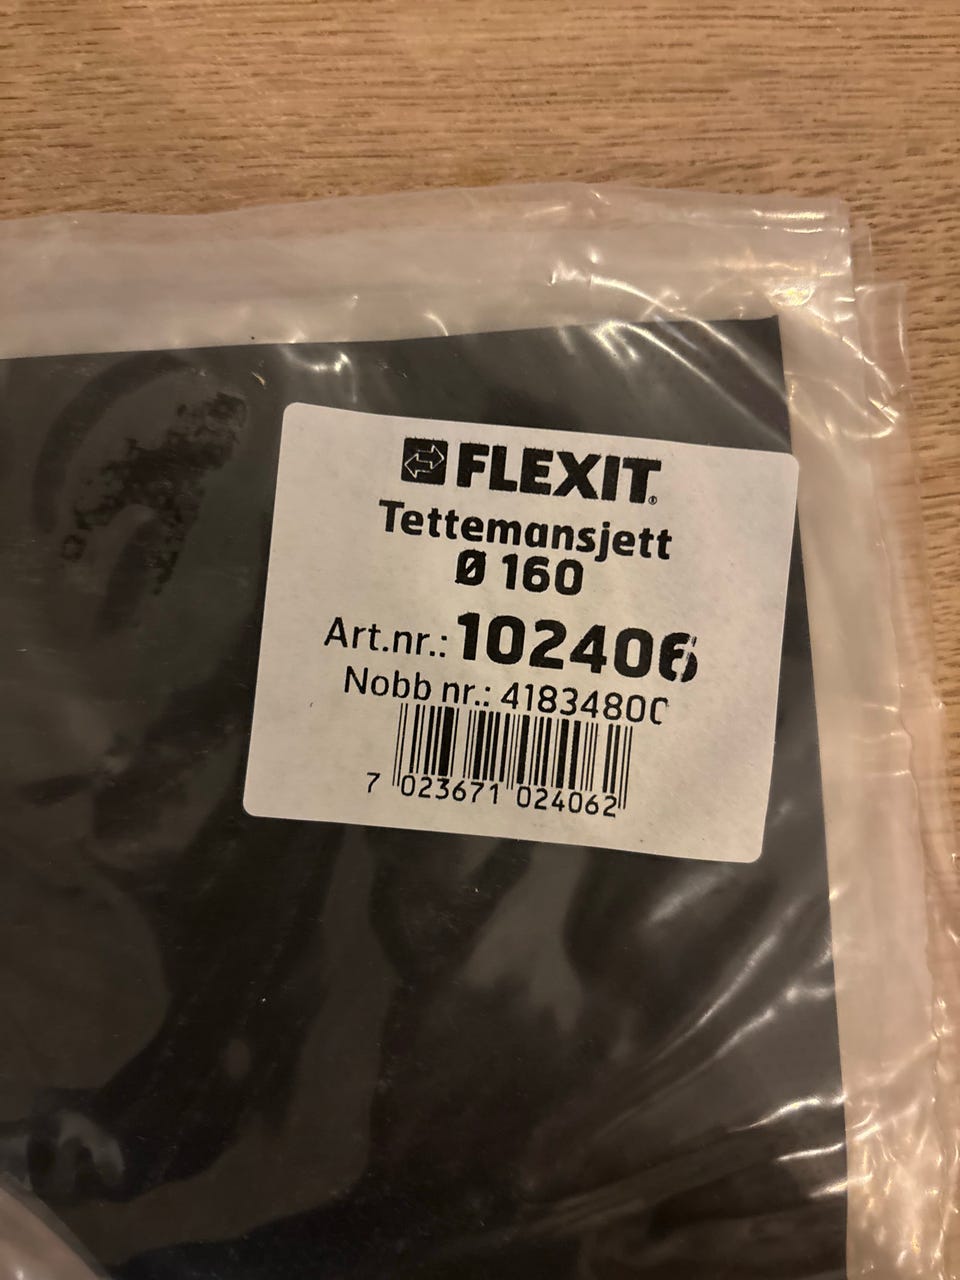 FLEXIT®
Tettemansjett
Ø 160
Art.nr.: 102406
Nobb nr.: 41834800
7 023671 024062